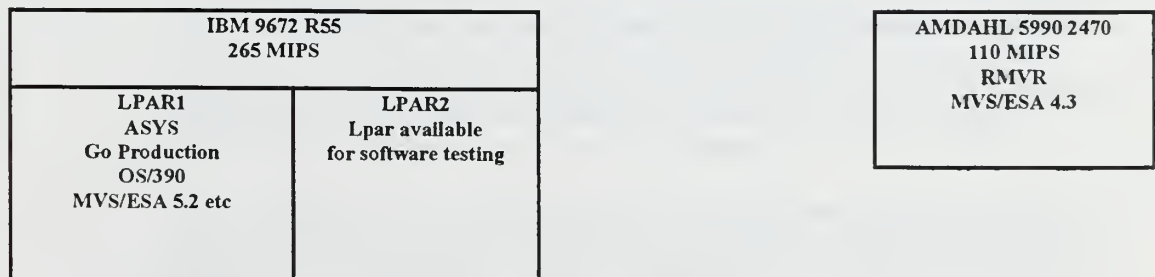 IBM 9672 R55
265 MIPS
LPAR1
ASYS
Go Production
OS/390
MVS/ESA 5.2 etc
LPAR2
Lpar available
for software testing
AMDAHL 5990 2470
110 MIPS
RMVR
MVS/ESA 4.3